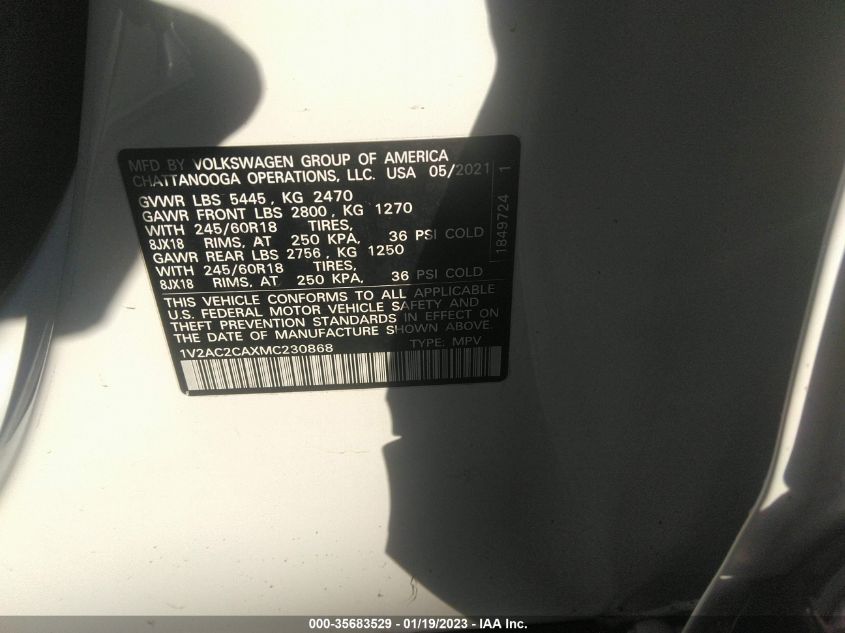 MFD BY VOLKSWAGEN GROUP OF AMERICA
CHATTANOOGA OPERATIONS, LLC. USA 05/2021
GVWR LBS 5445, KG 2470
GAWR FRONT LBS 2800, KG 1270
WITH 245/60R18 TIRES,
8JX18 RIMS, AT 250 KPA, 36 PSI COLD
GAWR REAR LBS 2756, KG 1250
WITH 245/60R18 TIRES,
8JX18 RIMS, AT 250 KPA, 36 PSI COLD
1849724 1
THIS VEHICLE CONFORMS TO ALL APPLICABLE
U.S. FEDERAL MOTOR VEHICLE SAFETY AND
THEFT PREVENTION STANDARDS IN EFFECT ON
THE DATE OF MANUFACTURE SHOWN ABOVE.
1V2AC2CAXMC230868 TYPE: MPV
000-35683529 - 01/19/2023 - IAA Inc.